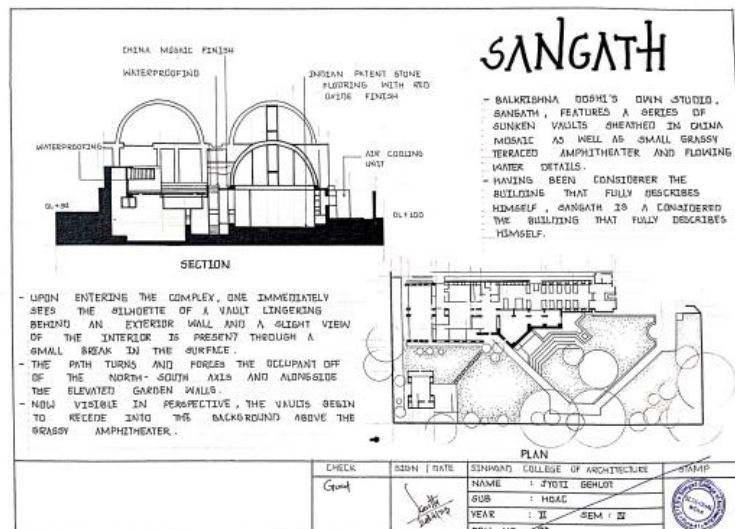 SANGATH
CHINA MOSAIC FINISH
WATERPROOFING
INDIAN PATENT STONE
FLOORING WITH RED
OXIDE FINISH
WATERPROOFING
AIR COOLING
UNIT
GL+100
SECTION
- BALKRISHNA DOSHI'S OWN STUDIO,
SANGATH, FEATURES A SERIES OF
SUNKEN VAULTS SHEATHED IN CHINA
MOSAIC AS WELL AS SMALL GRASSY
TERRACED AMPHITHEATER AND FLOWING
WATER DETAILS.
- HAVING BEEN CONSIDERER THE
BUILDING THAT FULLY DESCRIBES
HIMSELF, SANGATH IS A CONSIDERED
THE BUILDING THAT FULLY DESCRIBES
HIMSELF.
- UPON ENTERING THE COMPLEX, ONE IMMEDIATELY
SEES THE SILHOETTE OF A VAULT LINGERING
BEHIND AN EXTERIOR WALL AND A SLIGHT VIEW
OF THE INTERIOR IS PRESENT THROUGH A
SMALL BREAK IN THE SURFACE.
- THE PATH TURNS AND FORCES THE OCCUPANT OFF
OF THE NORTH-SOUTH AXIS AND ALONGSIDE
THE ELEVATED GARDEN WALLS.
- NOW VISIBLE IN PERSPECTIVE, THE VAULTS BEGIN
TO RECEDE INTO THE BACKGROUND ABOVE THE
GRASSY AMPHITHEATER.
PLAN
CHECK
Good
SIGN / DATE
SINHGAD COLLEGE OF ARCHITECTURE
NAME : JYOTI GEHLOT
SUB : HOAC
YEAR : II SEM : IV
STAMP